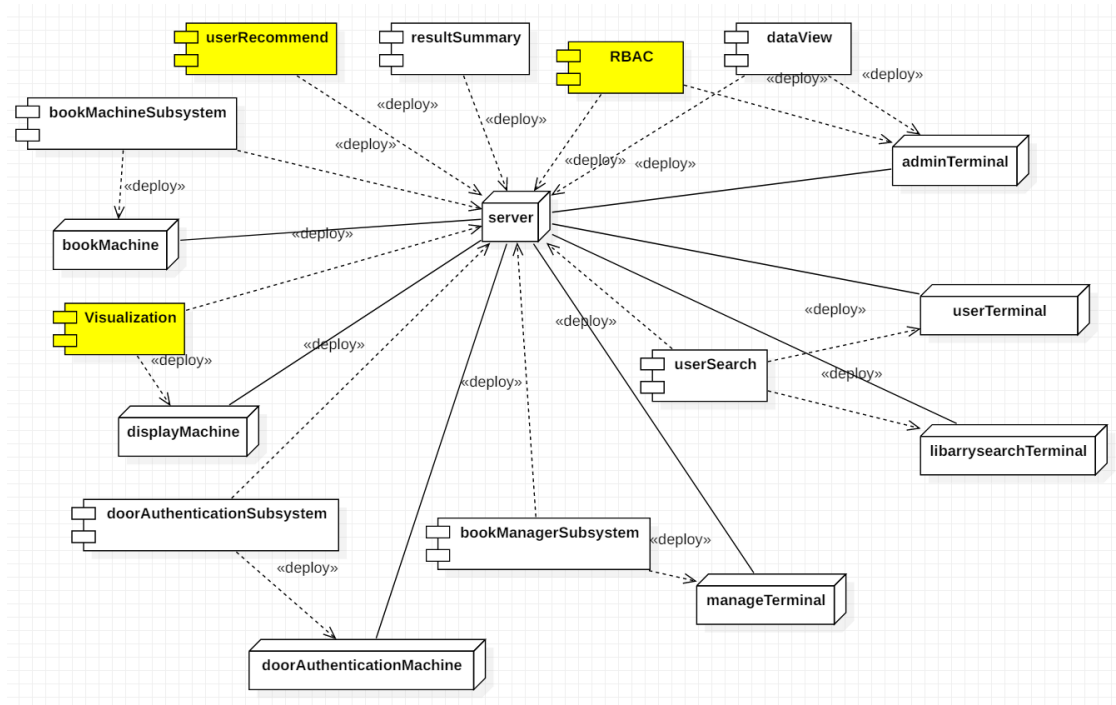 userRecommend
resultSummary
RBAC
dataView
«deploy»
«deploy»
«deploy»
bookMachineSubsystem
«deploy»
«deploy»
«deploy»
«deploy»
adminTerminal
«deploy»
server
bookMachine
«deploy»
Visualization
«deploy»
userTerminal
«deploy»
«deploy»
«deploy»
userSearch
«deploy»
«deploy»
displayMachine
libarrysearchTerminal
doorAuthenticationSubsystem
bookManagerSubsystem
«deploy»
«deploy»
manageTerminal
doorAuthenticationMachine